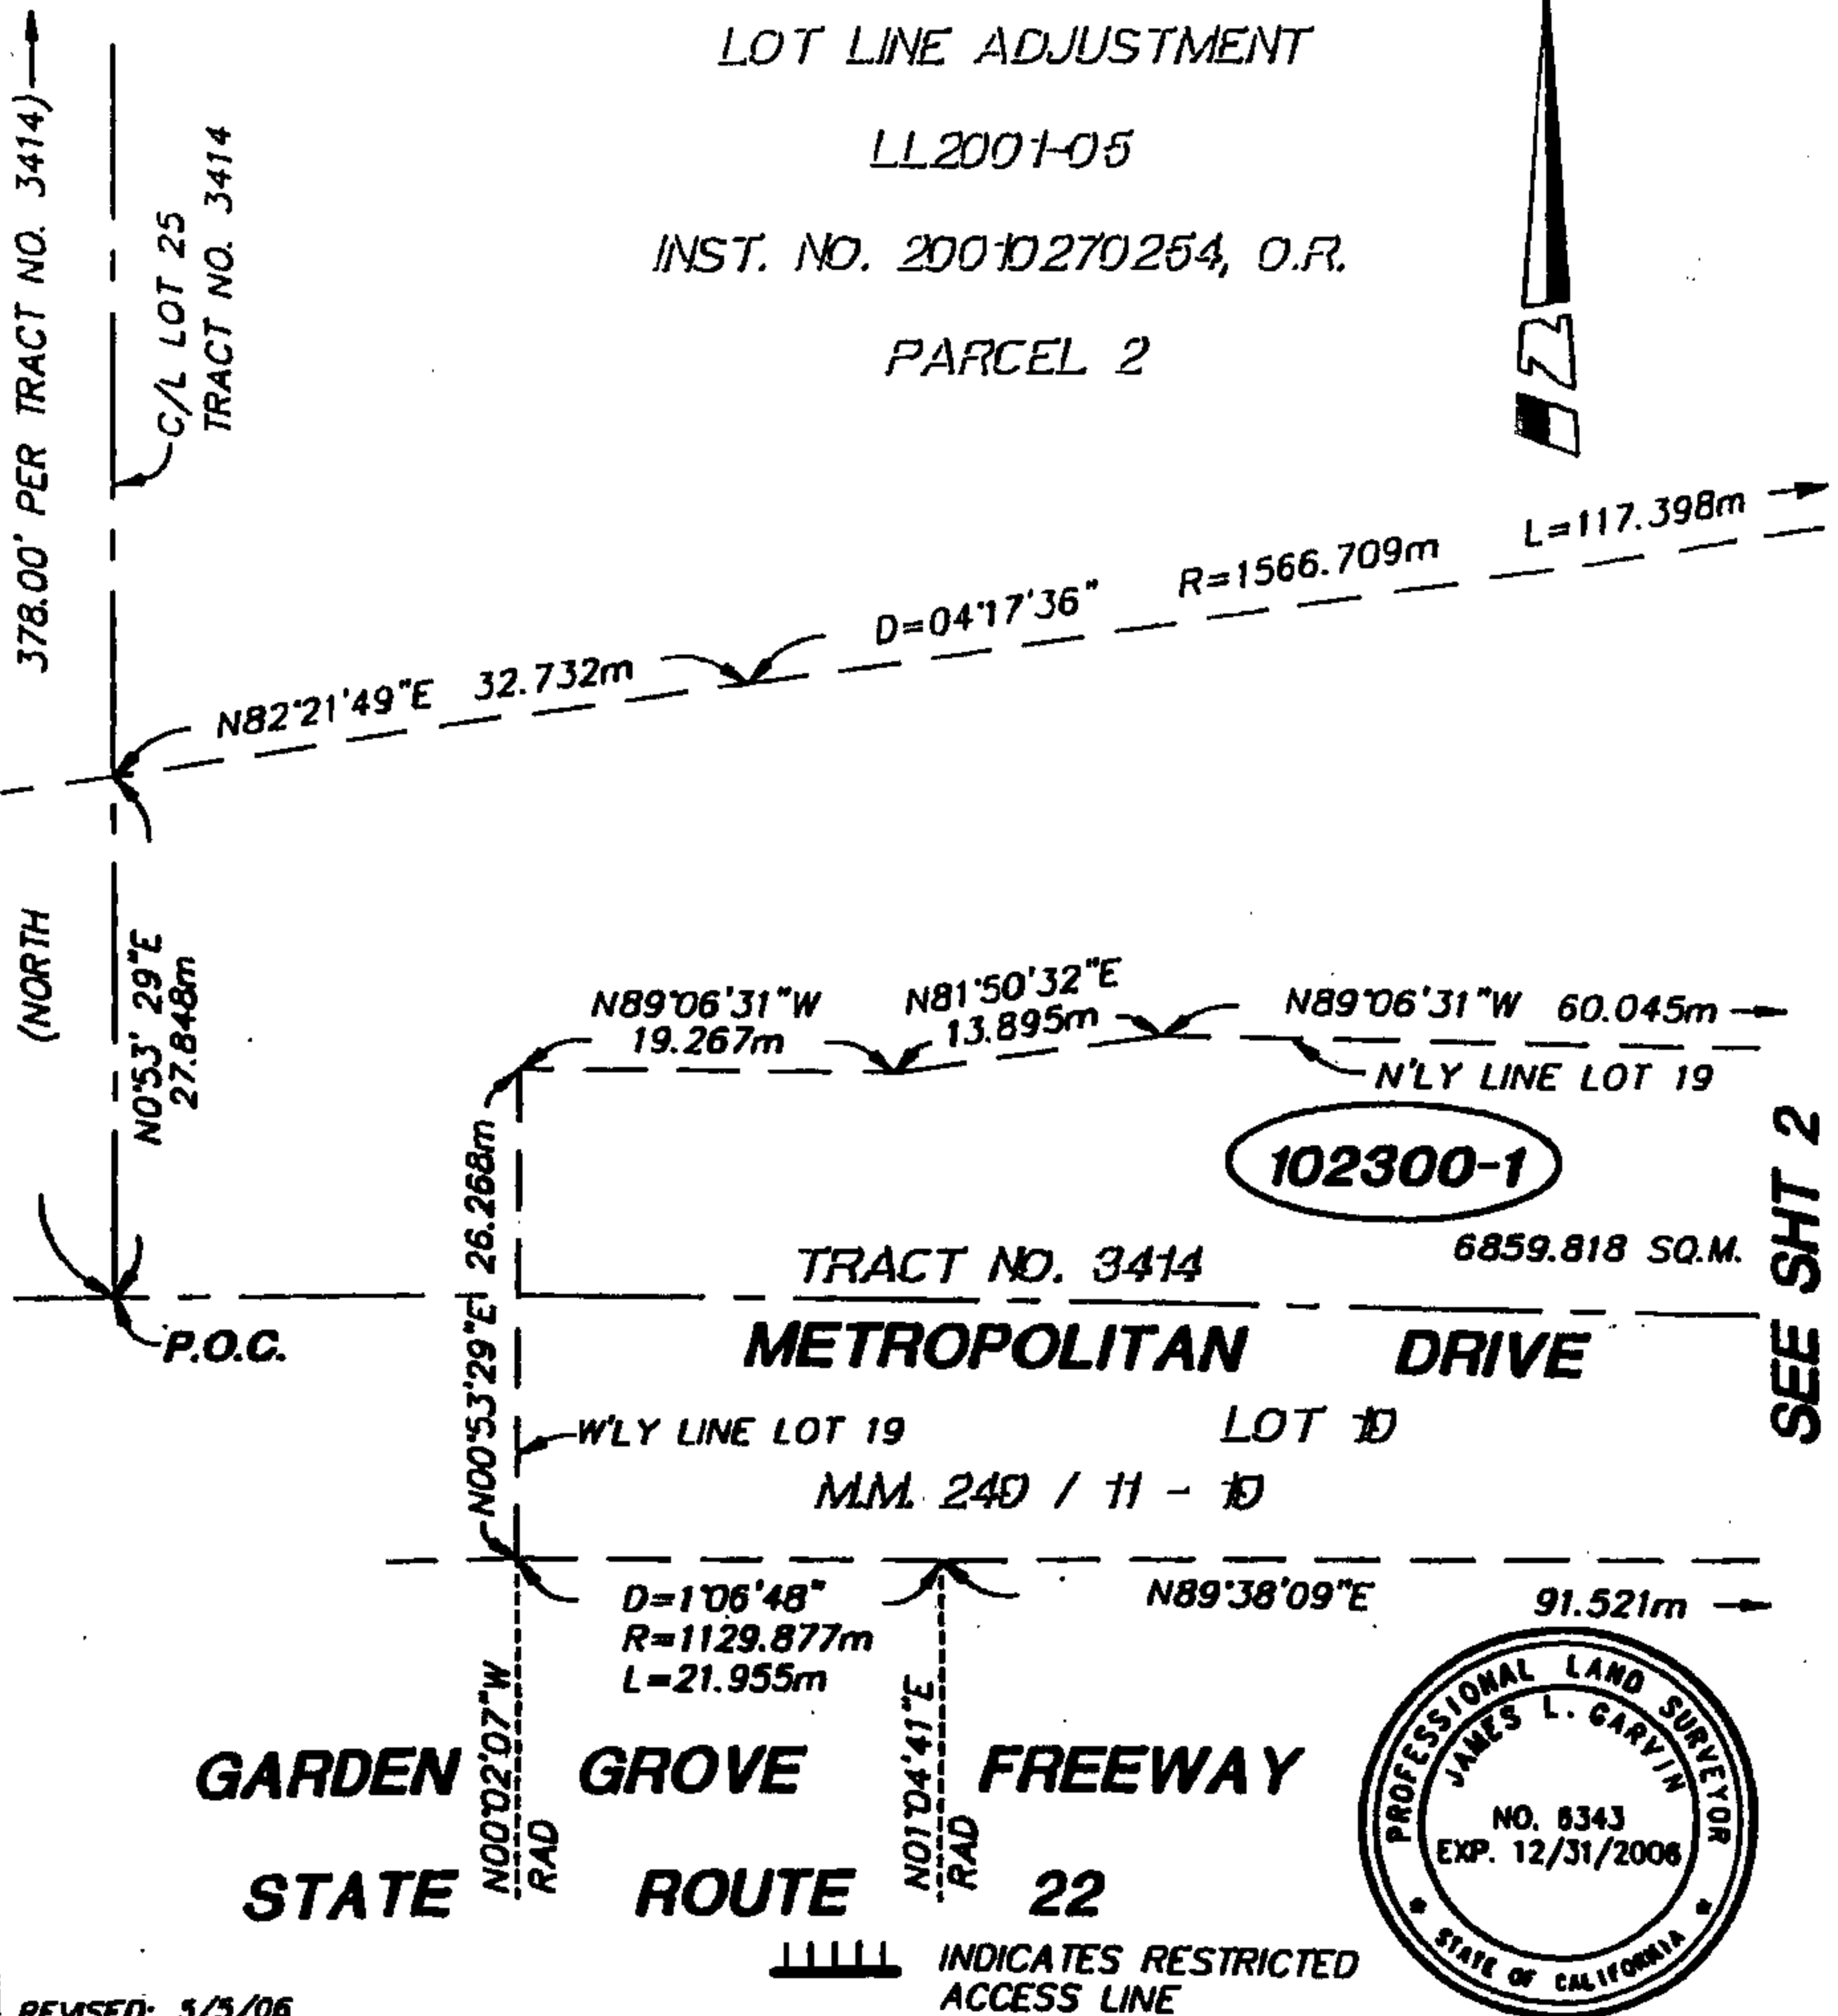 LOT LINE ADJUSTMENT
LL2001-05
INST. NO. 20010270254, O.R.
PARCEL 2
378.00' PER TRACT NO. 3414)
(NORTH
C/L LOT 25
TRACT NO. 3414
N82°21'49"E 32.732m
D=04°17'36"
R=1566.709m
L=117.398m
N0°53' 29"E
27.848m
N89°06'31"W
19.267m
N81°50'32"E
13.895m
N89°06'31"W 60.045m
N'LY LINE LOT 19
102300-1
6859.818 SQ.M.
SEE SHT 2
N00°53'29"E 26.268m
TRACT NO. 3414
P.O.C.
METROPOLITAN DRIVE
W'LY LINE LOT 19
LOT
M.M. 240 / 11 -
D=1°06'48"
R=1129.877m
L=21.955m
N89°38'09"E 91.521m
N00°02'07"W
RAD
N01°04'41"E
RAD
GARDEN GROVE FREEWAY
STATE ROUTE 22
PROFESSIONAL LAND SURVEYOR
JAMES L. GARVIN
NO. 6343
EXP. 12/31/2006
STATE OF CALIFORNIA
INDICATES RESTRICTED
ACCESS LINE
REVISED: 5/5/06